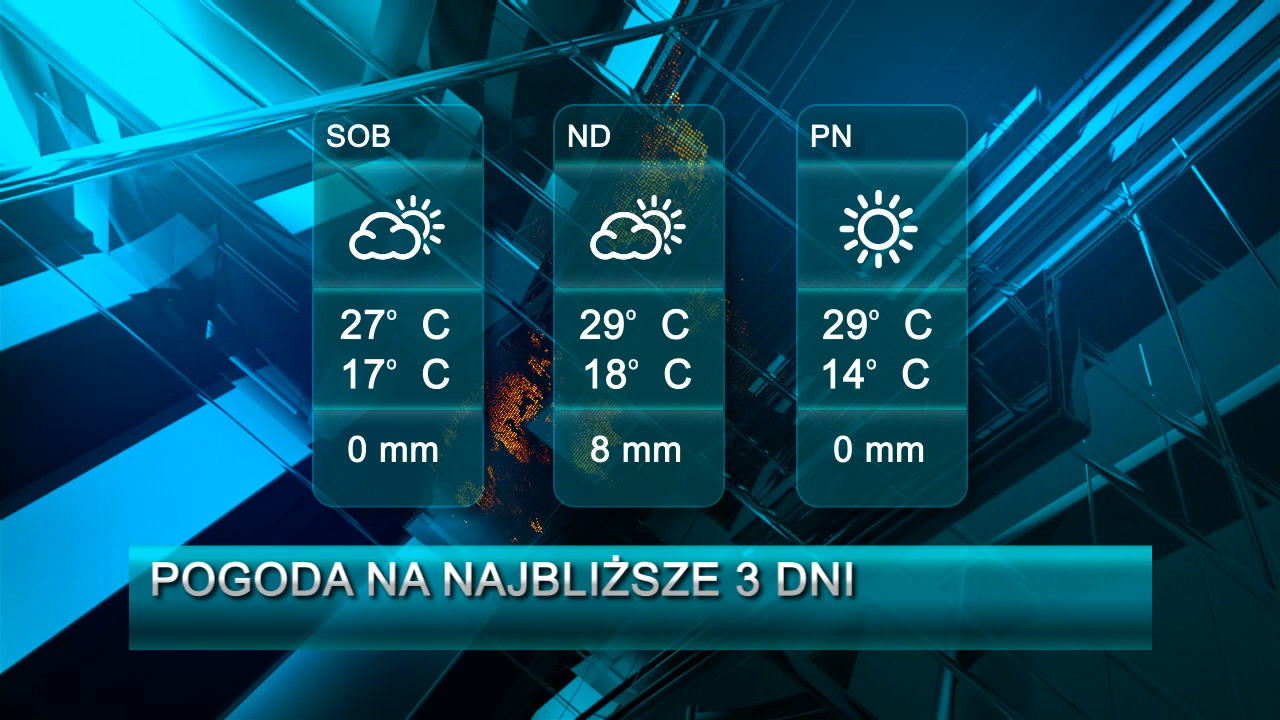 SOB
27° C
17° C
0 mm
ND
29° C
18° C
8 mm
PN
29° C
14° C
0 mm
POGODA NA NAJBLIŻSZE 3 DNI